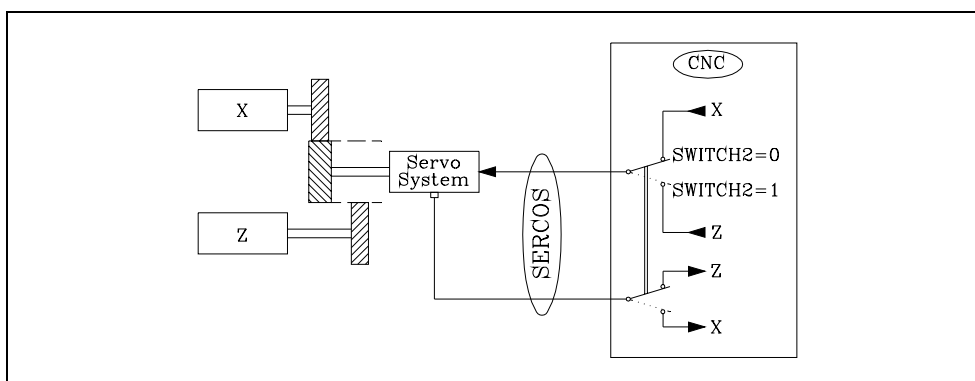 CNC
X
X
SWITCH2=0
Servo
System
SWITCH2=1
SERCOS
Z
Z
Z
X